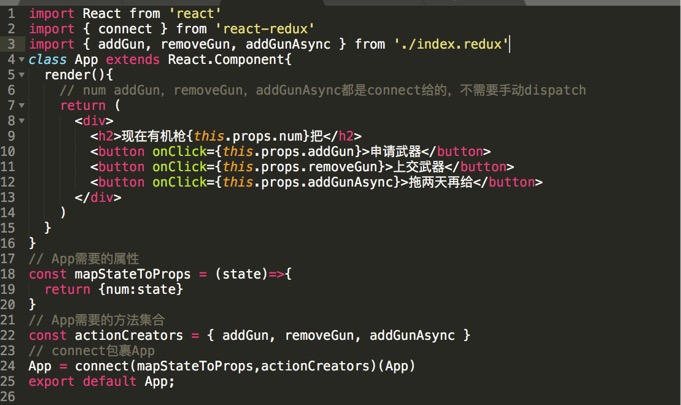 1 import React from 'react'
2 import { connect } from 'react-redux'
3 import { addGun, removeGun, addGunAsync } from './index.redux'
4 class App extends React.Component{
5   render(){
6     // num addGun，removeGun，addGunAsync都是connect给的，不需要手动dispatch
7     return (
8       <div>
9         <h2>现在有机枪{this.props.num}把</h2>
10         <button onClick={this.props.addGun}>申请武器</button>
11         <button onClick={this.props.removeGun}>上交武器</button>
12         <button onClick={this.props.addGunAsync}>拖两天再给</button>
13       </div>
14     )
15   }
16 }
17 // App需要的属性
18 const mapStateToProps = (state)=>{
19   return {num:state}
20 }
21 // App需要的方法集合
22 const actionCreators = { addGun, removeGun, addGunAsync }
23 // connect包裹App
24 App = connect(mapStateToProps,actionCreators)(App)
25 export default App;
26